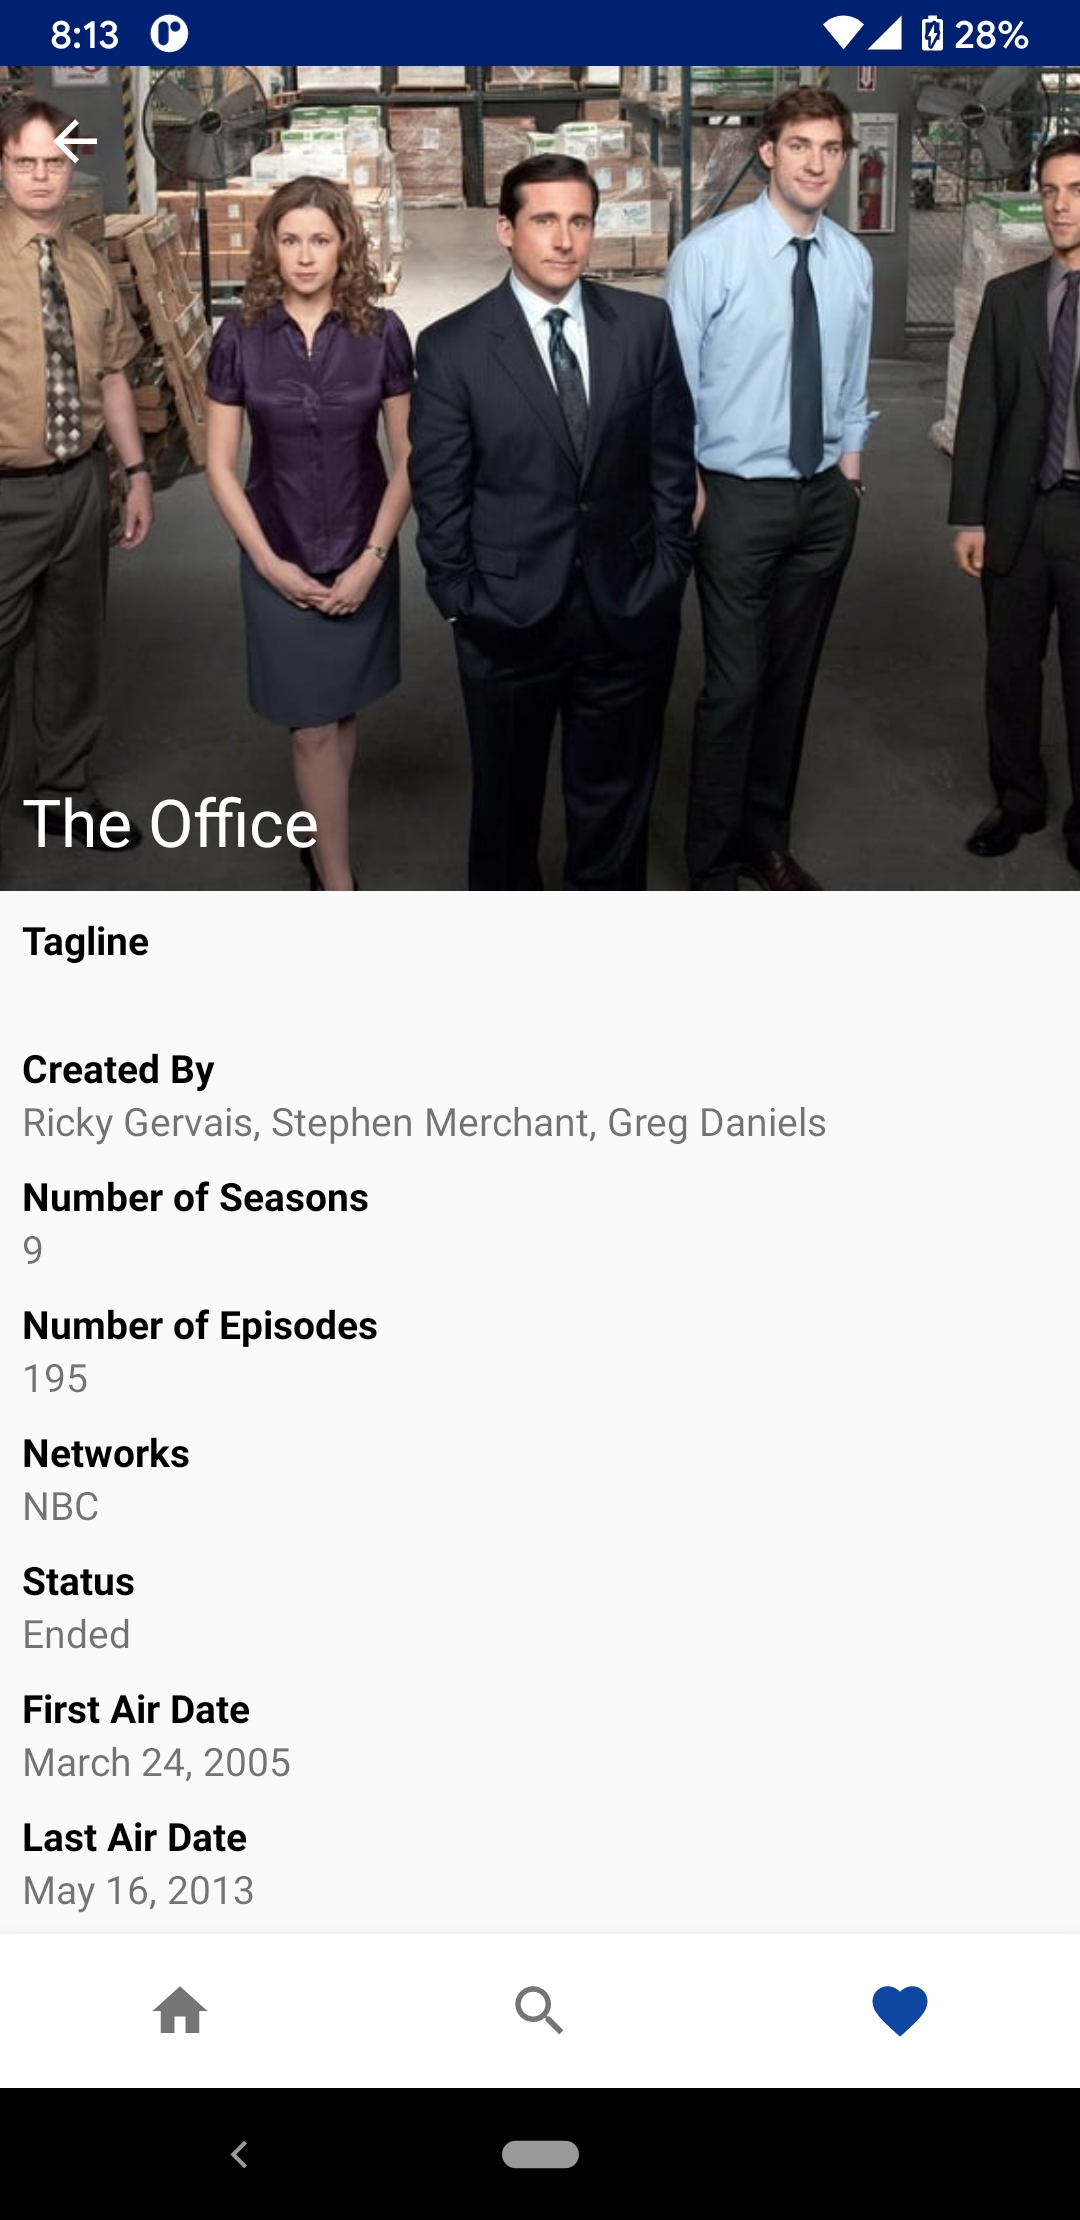 8:13
28%
The Office
Tagline
Created By
Ricky Gervais, Stephen Merchant, Greg Daniels
Number of Seasons
9
Number of Episodes
195
Networks
NBC
Status
Ended
First Air Date
March 24, 2005
Last Air Date
May 16, 2013